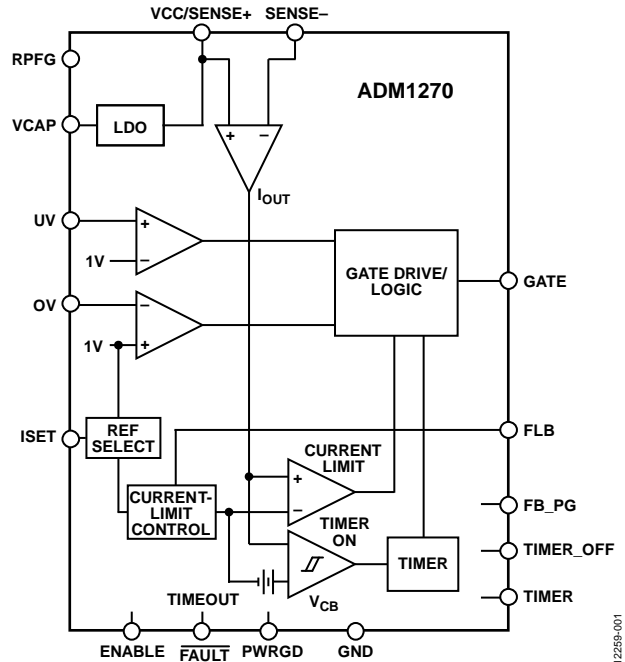 VCC/SENSE+ SENSE–
RPFG
ADM1270
VCAP
LDO
+ –
IOUT
UV
+
1V
–
GATE DRIVE/
LOGIC
GATE
OV
–
1V
+
ISET
REF
SELECT
FLB
CURRENT
LIMIT
CURRENT-
LIMIT
CONTROL
+
–
FB_PG
TIMER
ON
TIMER
TIMER_OFF
VCB
TIMEOUT
TIMER
ENABLE
FAULT
PWRGD
GND
12259-001